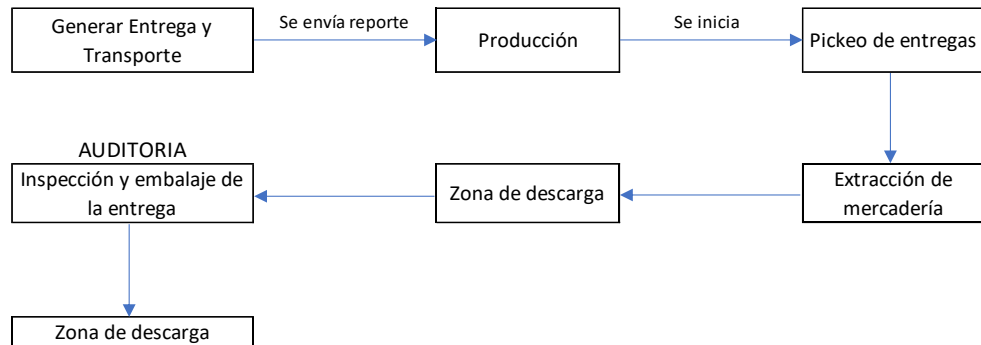 Generar Entrega y
Transporte
Se envía reporte
Producción
Se inicia
Pickeo de entregas
AUDITORIA
Inspección y embalaje de
la entrega
Zona de descarga
Extracción de
mercadería
Zona de descarga